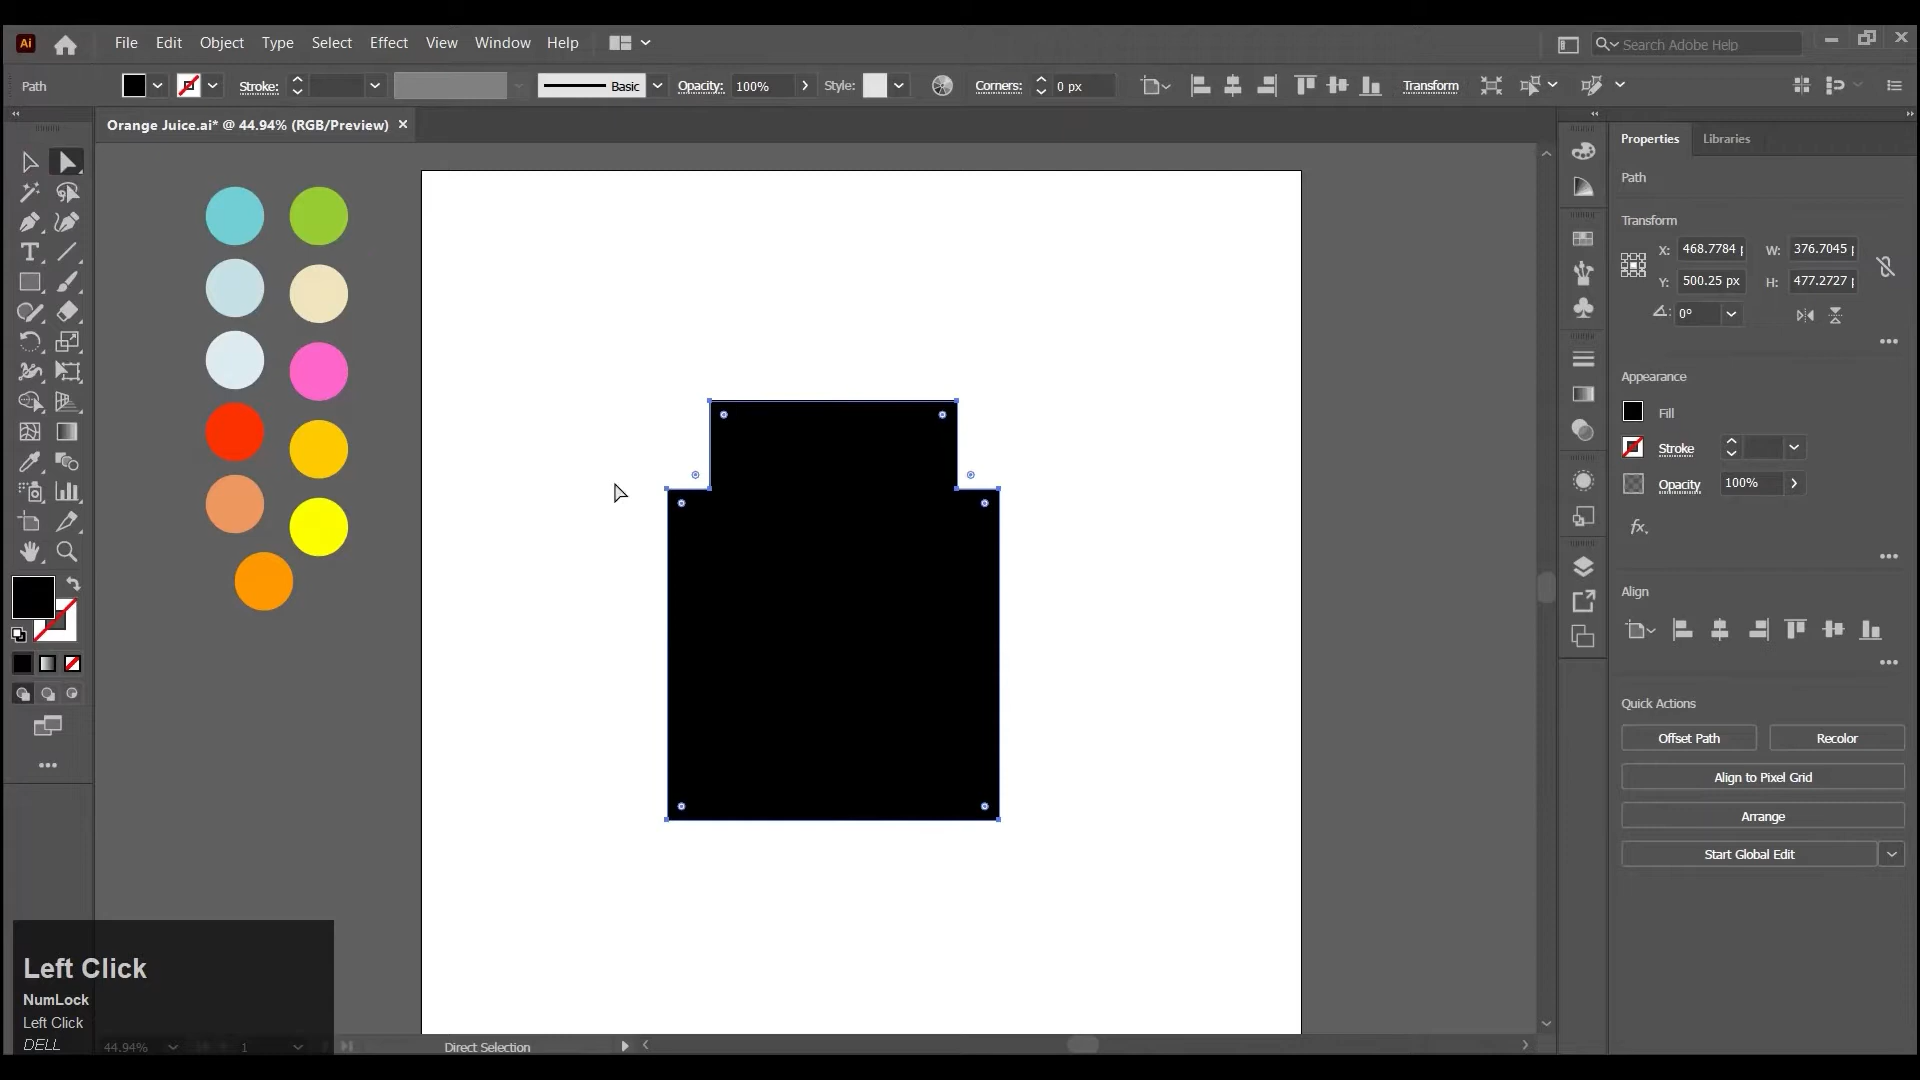 Ai File Edit Object Type Select Effect View Window Help Search Adobe Help
Path Stroke: Basic Opacity: 100% Style: Corners: 0 px Transform
Orange Juice.ai* @ 44.94% (RGB/Preview) ×
Properties Libraries
Path
Transform
X: 468.7784 W: 376.7045
Y: 500.25 px H: 477.2727
0°
Appearance
Fill
Stroke
Opacity 100%
fx
Align
Quick Actions
Offset Path Recolor
Align to Pixel Grid
Arrange
Start Global Edit
Left Click
NumLock
Left Click
DELL
44.94% 1 Direct Selection